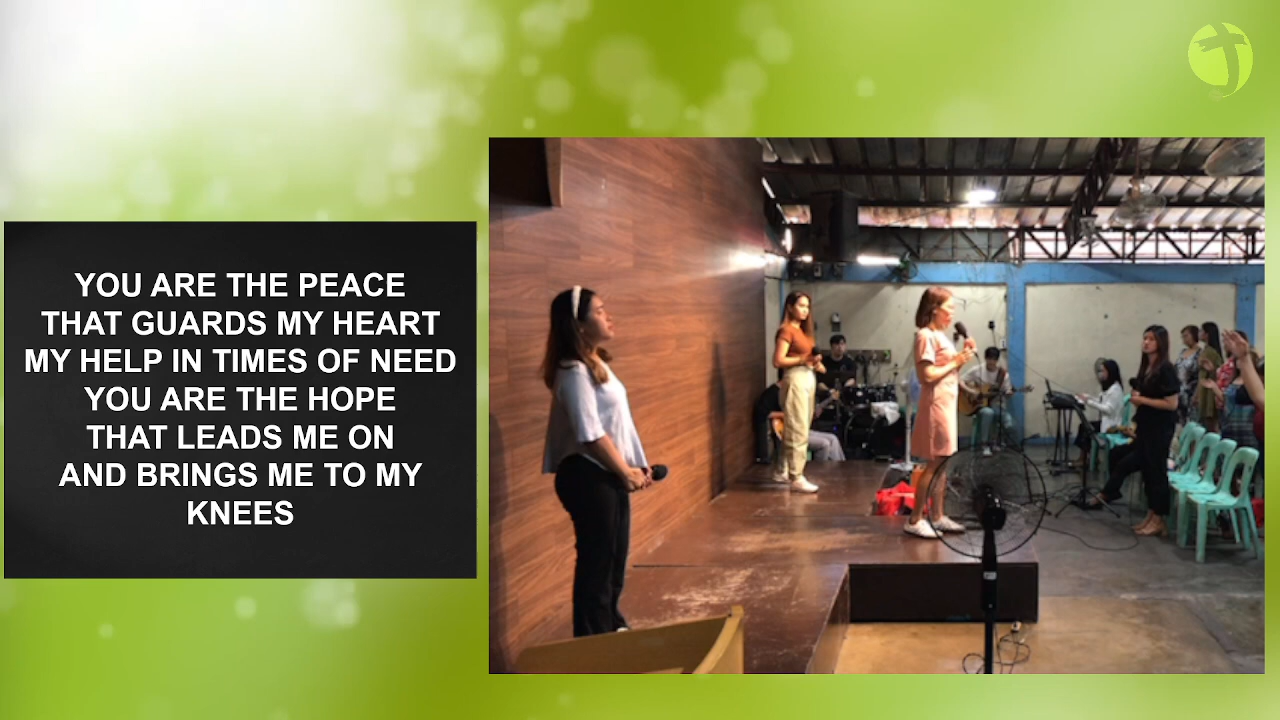 YOU ARE THE PEACE
THAT GUARDS MY HEART
MY HELP IN TIMES OF NEED
YOU ARE THE HOPE
THAT LEADS ME ON
AND BRINGS ME TO MY
KNEES